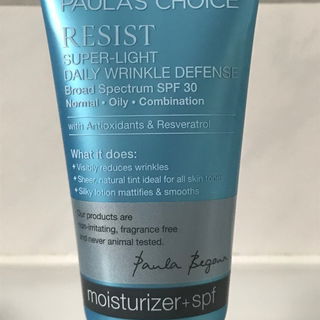 PAULA'S CHOICE
RESIST
SUPER-LIGHT
DAILY WRINKLE DEFENSE
Broad Spectrum SPF 30
Normal • Oily • Combination
with Antioxidants & Resveratrol
What it does:
• Visibly reduces wrinkles
• Sheer natural tint ideal for all skin tones
• Silky lotion mattifies & smooths
Our products are
non-irritating, fragrance free
and never animal tested.
Paula Begoun
moisturizer+spf